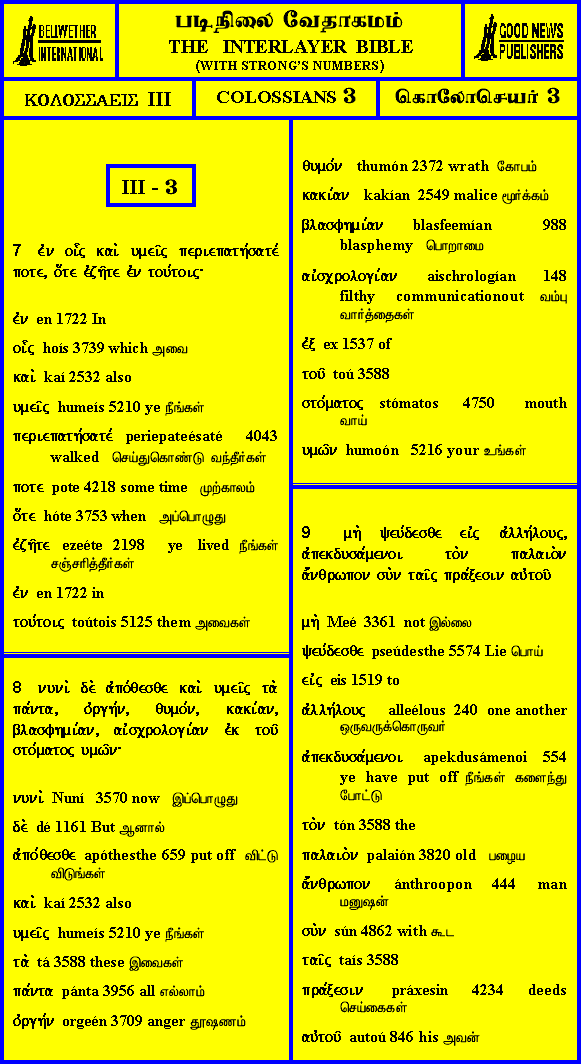 BELLWETHER
INTERNATIONAL
படிநிலை வேதாகமம்
THE INTERLAYER BIBLE
(WITH STRONG'S NUMBERS)
GOOD NEWS
PUBLISHERS
ΚΟΛΟΣΣΑΕΙΣ III
COLOSSIANS 3
கொலோசெயர் 3
III - 3
7 ἐν οἷς καὶ υμεῖς περιεπατήσατέ
ποτε, ὅτε ἐζῆτε ἐν τούτοις·
ἐν en 1722 In
οἷς hoís 3739 which அவை
καὶ kaí 2532 also
υμεῖς humeís 5210 ye நீங்கள்
περιεπατήσατέ periepateésaté 4043
walked செய்துகொண்டு வந்தீர்கள்
ποτε pote 4218 some time முற்காலம்
ὅτε hóte 3753 when அப்பொழுது
ἐζῆτε ezeéte 2198 ye lived நீங்கள்
சஞ்சரித்தீர்கள்
ἐν en 1722 in
τούτοις toútois 5125 them அவைகள்
8 νυνὶ δὲ ἀπόθεσθε καὶ υμεῖς τὰ
πάντα, ὀργήν, θυμόν, κακίαν,
βλασφημίαν, αἰσχρολογίαν ἐκ τοῦ
στόματος υμῶν·
νυνὶ Nuní 3570 now இப்பொழுது
δὲ dé 1161 But ஆனால்
ἀπόθεσθε apóthesthe 659 put off விட்டு
விடுங்கள்
καὶ kaí 2532 also
υμεῖς humeís 5210 ye நீங்கள்
τὰ tá 3588 these இவைகள்
πάντα pánta 3956 all எல்லாம்
ὀργήν orgeén 3709 anger தூஷணம்
θυμόν thumón 2372 wrath கோபம்
κακίαν kakían 2549 malice மூர்க்கம்
βλασφημίαν blasfeemían 988
blasphemy பொறாமை
αἰσχρολογίαν aischrologían 148
filthy communicationout வம்பு
வார்த்தைகள்
ἐξ ex 1537 of
τοῦ toú 3588
στόματος stómatos 4750 mouth
வாய்
υμῶν humoón 5216 your உங்கள்
9 μὴ ψεύδεσθε εἰς ἀλλήλους,
ἀπεκδυσάμενοι τὸν παλαιὸν
ἄνθρωπον σὺν ταῖς πράξεσιν αὐτοῦ
μὴ Meé 3361 not இல்லை
ψεύδεσθε pseúdesthe 5574 Lie பொய்
εἰς eis 1519 to
ἀλλήλους alleélous 240 one another
ஒருவருக்கொருவர்
ἀπεκδυσάμενοι apekdusámenoi 554
ye have put off நீங்கள் களைந்து
போட்டு
τὸν tón 3588 the
παλαιὸν palaión 3820 old பழைய
ἄνθρωπον ánthroopon 444 man
மனுஷன்
σὺν sún 4862 with கூட
ταῖς taís 3588
πράξεσιν práxesin 4234 deeds
செய்கைகள்
αὐτοῦ autoú 846 his அவன்